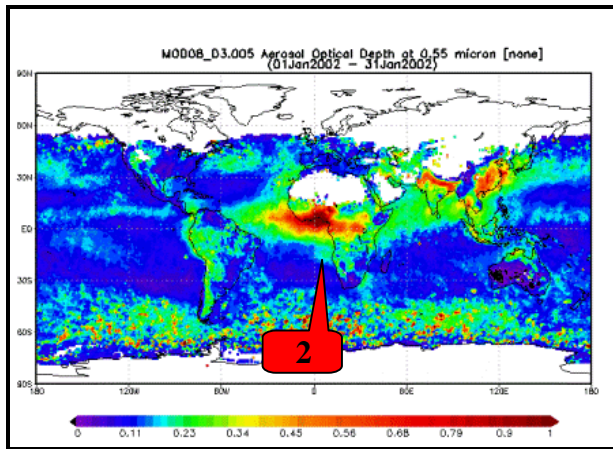 MOD08_D3.005 Aerosol Optical Depth at 0.55 micron [none]
(01Jan2002 - 31Jan2002)
90N
60N
30N
EQ
30S
60S
90S
180 120W 60W 0 60E 120E 180
2
0 0.11 0.23 0.34 0.45 0.56 0.68 0.79 0.9 1